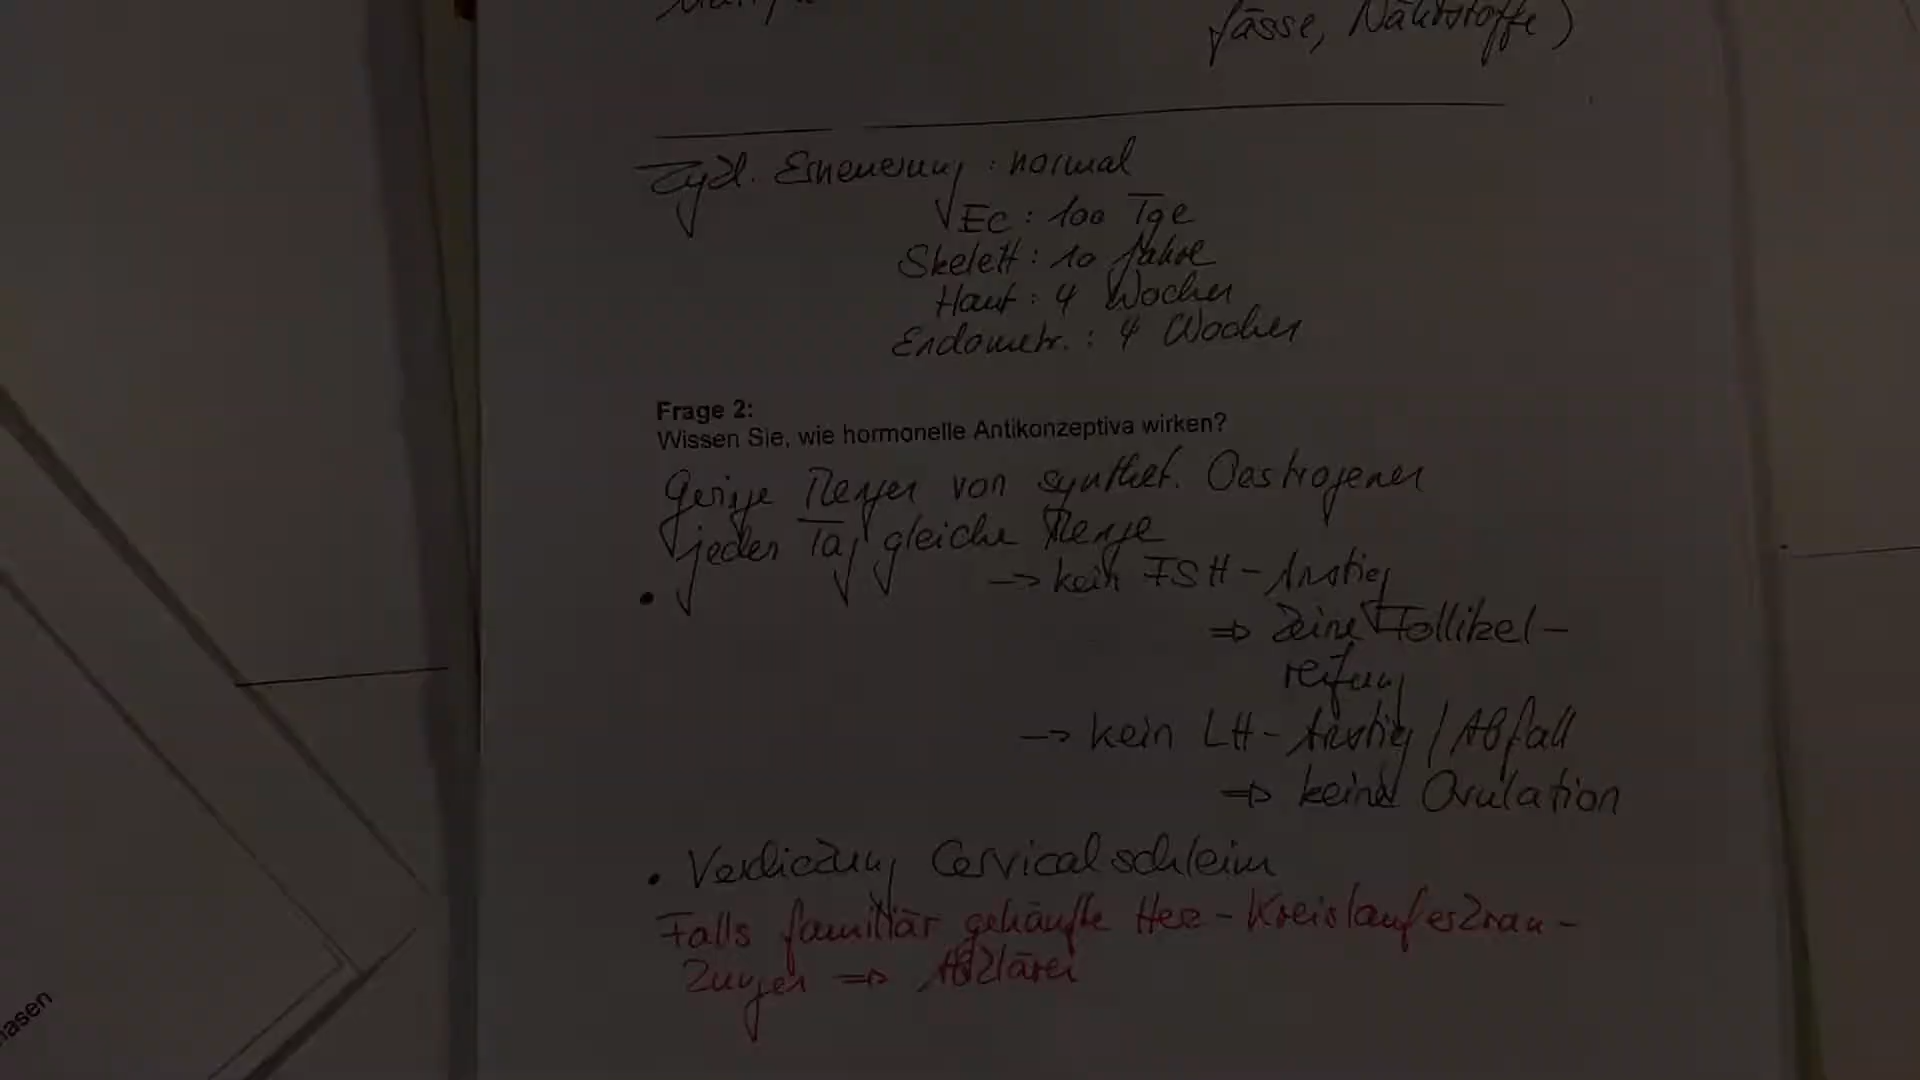 fässe, Nährstoffe)
Zykl. Erneuerung : normal
Ec : 100 Tge
Skelett : 10 Jahre
Haut : 4 Wochen
Endometr. : 4 Wochen
Frage 2:
Wissen Sie, wie hormonelle Antikonzeptiva wirken?
Geringe Mengen von synthet. Oestrogenen
jeden Tag gleiche Menge
• -> kein FSH-Anstieg
=> keine Follikel-
reifung
-> kein LH-Anstieg / Abfall
=> keine Ovulation
• Verdickung Cervicalschleim
Falls familiär gehäufte Herz-Kreislauferkran-
kungen => Abklären
hasen